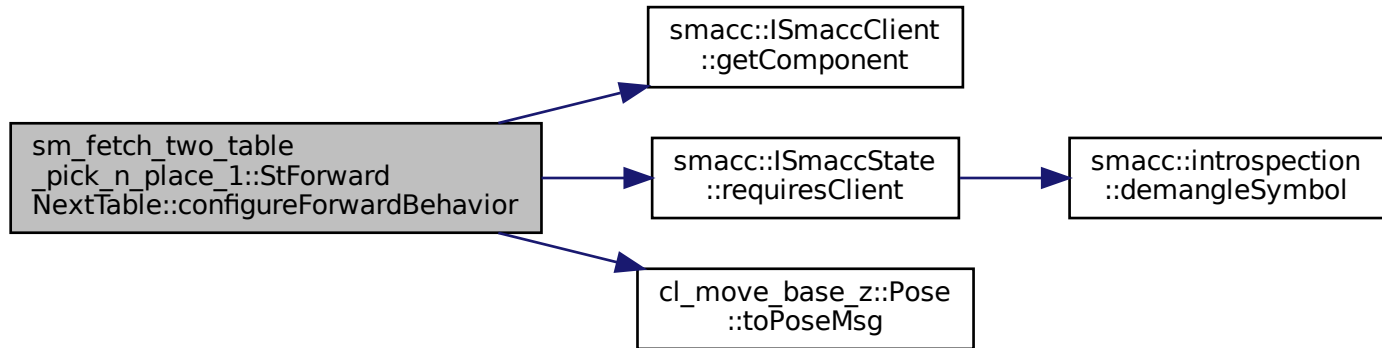 smacc::ISmaccClient
::getComponent
sm_fetch_two_table
_pick_n_place_1::StForward
NextTable::configureForwardBehavior
smacc::ISmaccState
::requiresClient
smacc::introspection
::demangleSymbol
cl_move_base_z::Pose
::toPoseMsg